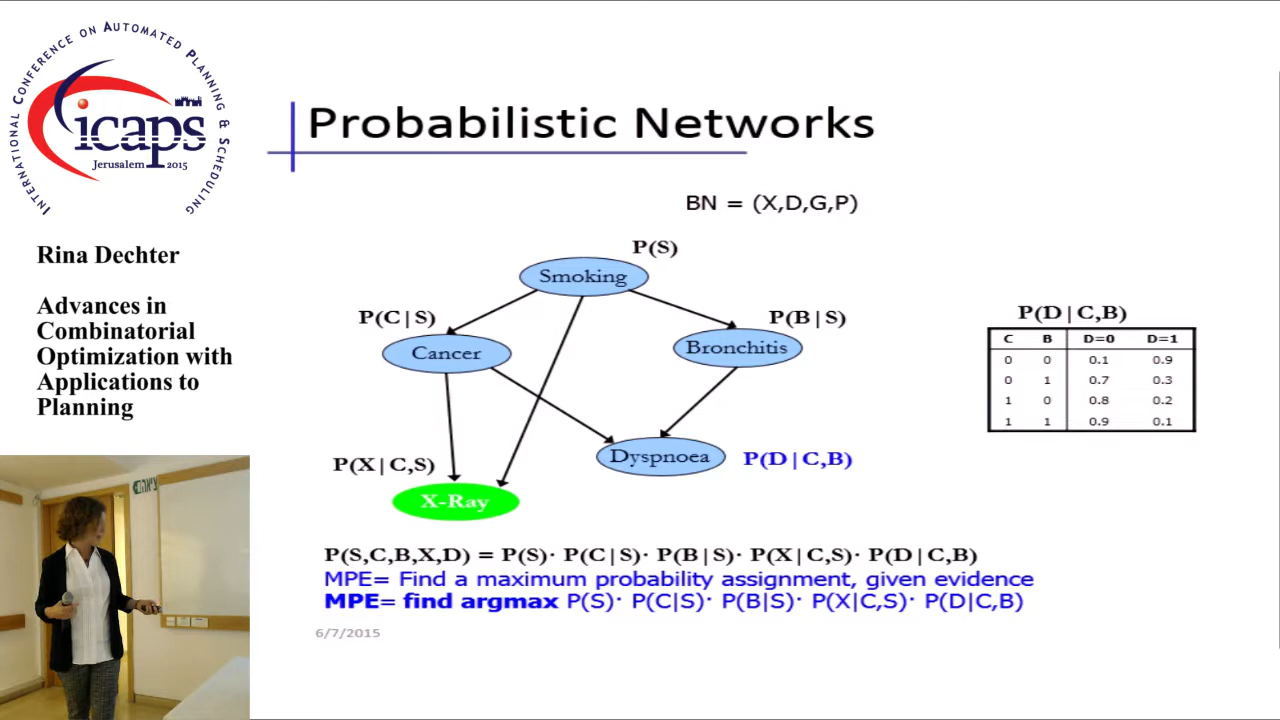 INTERNATIONAL CONFERENCE ON AUTOMATED PLANNING & SCHEDULING
icaps
Jerusalem 2015
Rina Dechter
Advances in
Combinatorial
Optimization with
Applications to
Planning
Probabilistic Networks
BN = (X,D,G,P)
P(S)
Smoking
P(C|S)
P(B|S)
Cancer
Bronchitis
P(X|C,S)
Dyspnoea
P(D|C,B)
X-Ray
P(D|C,B)
C B D=0 D=1
0 0 0.1 0.9
0 1 0.7 0.3
1 0 0.8 0.2
1 1 0.9 0.1
P(S,C,B,X,D) = P(S)· P(C|S)· P(B|S)· P(X|C,S)· P(D|C,B)
MPE= Find a maximum probability assignment, given evidence
MPE= find argmax P(S)· P(C|S)· P(B|S)· P(X|C,S)· P(D|C,B)
6/7/2015